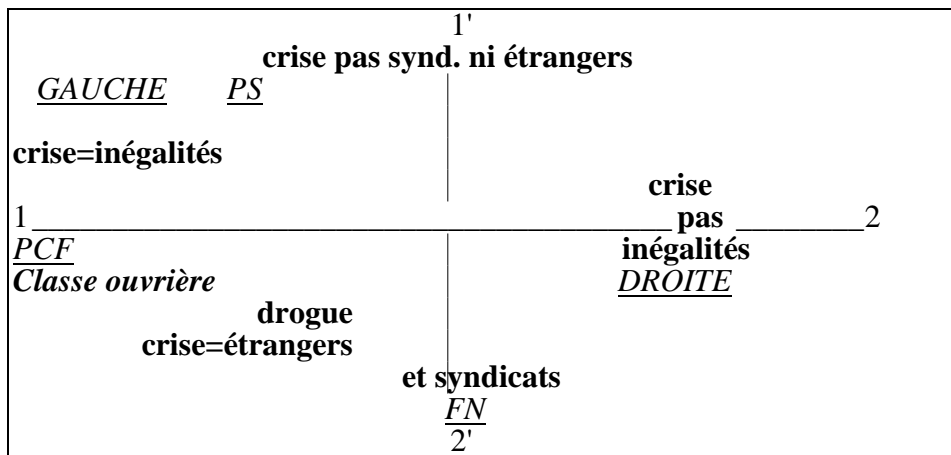 1'
crise pas synd. ni étrangers
GAUCHE PS
crise=inégalités
crise
1 pas 2
PCF inégalités
Classe ouvrière DROITE
drogue
crise=étrangers
et syndicats
FN
2'